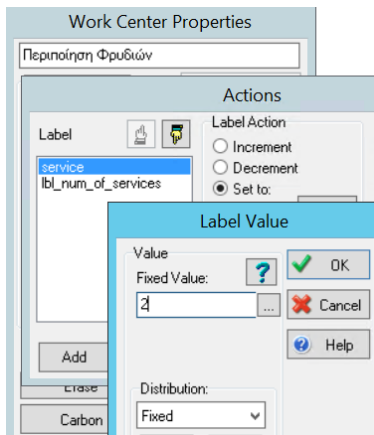 Work Center Properties
Περιποίηση Φρυδιών
Actions
Label
Label Action
Increment
Decrement
Set to:
service
lbl_num_of_services
Label Value
Value
Fixed Value:
?
2
...
OK
Cancel
Help
Add
Erase
Carbon
Distribution:
Fixed